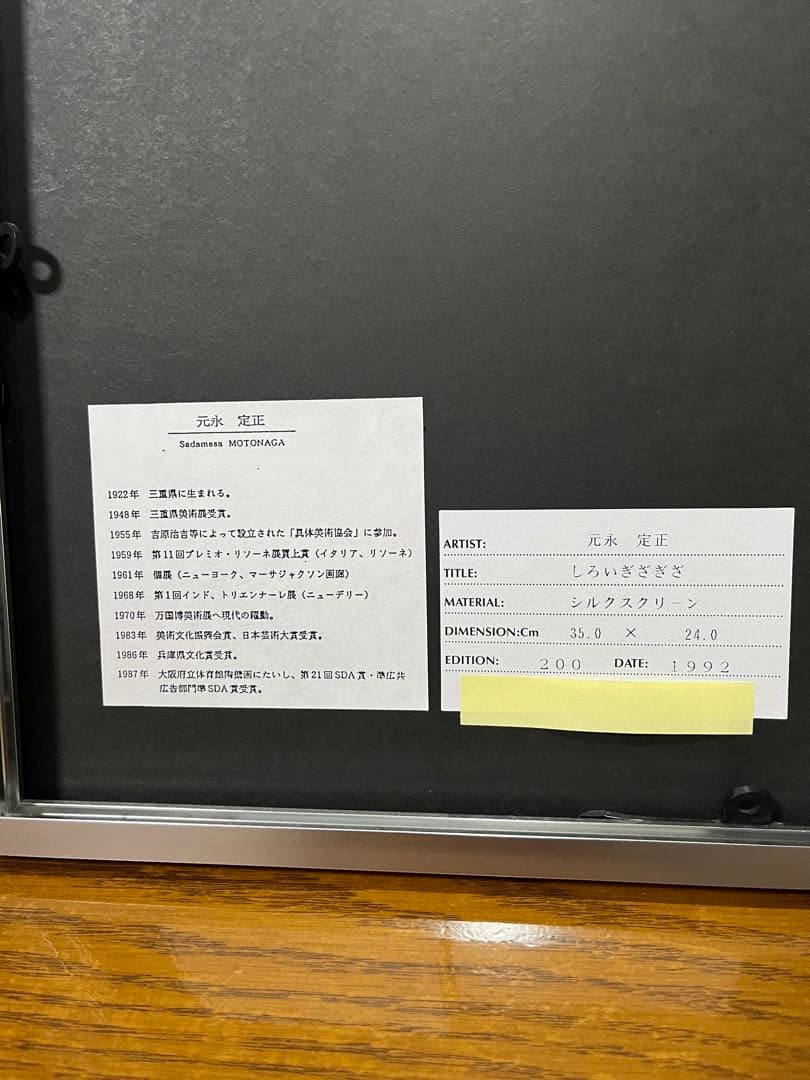 元永 定正
Sadamasa MOTONAGA
1922年 三重県に生まれる。
1948年 三重県美術展受賞。
1955年 吉原治吉等によって設立された「具体美術協会」に参加。
1959年 第11回プレミオ・リソーネ展買上賞（イタリア、リソーネ）
1961年 個展（ニューヨーク、マーサジャクソン画廊）
1968年 第1回インド、トリエンナーレ展（ニューデリー）
1970年 万国博美術展へ現代の躍動。
1983年 美術文化振興会賞、日本芸術大賞受賞。
1986年 兵庫県文化賞受賞。
1987年 大阪府立体育館陶壁画にたいし、第21回SDA賞・準広共
広告部門準SDA賞受賞。
ARTIST: 元永 定正
TITLE: しろいぎざぎざ
MATERIAL: シルクスクリーン
DIMENSION:Cm 35.0 × 24.0
EDITION: 200 DATE: 1992